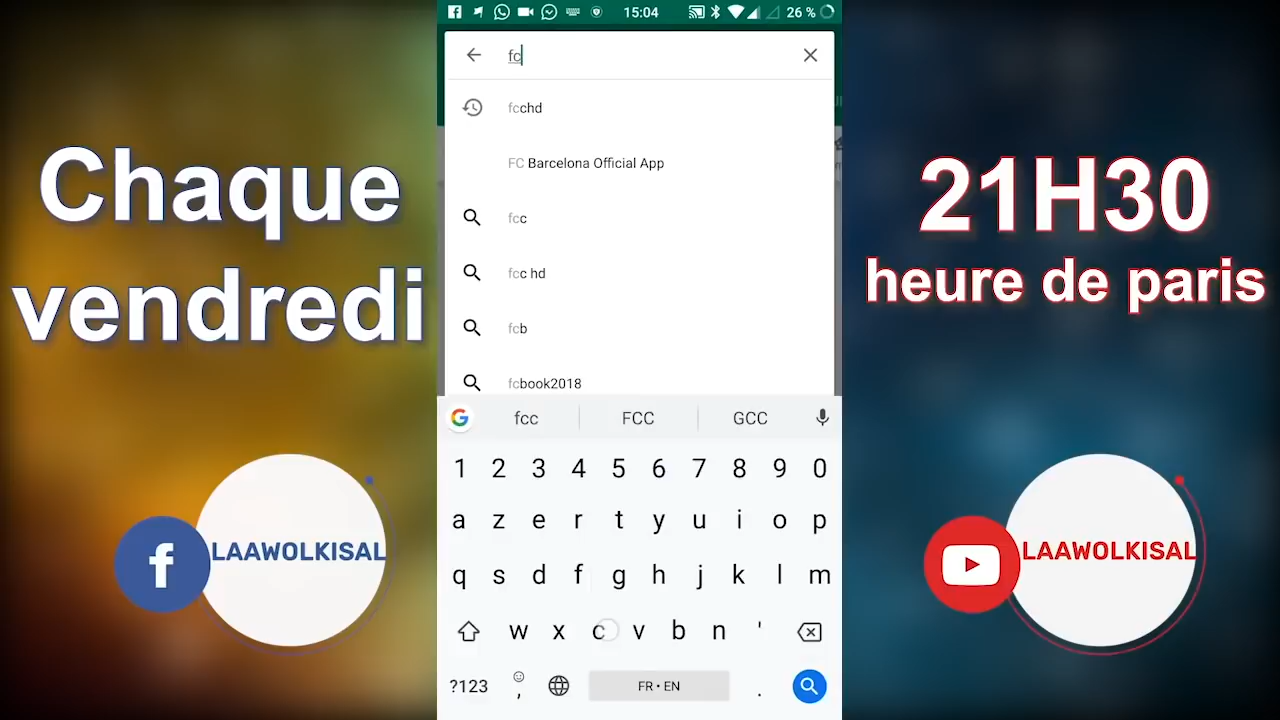 Chaque
vendredi
LAAWOLKISAL
15:04
26 %
fc
fcchd
FC Barcelona Official App
fcc
fcc hd
fcb
fcbook2018
fcc FCC GCC
1 2 3 4 5 6 7 8 9 0
a z e r t y u i o p
q s d f g h j k l m
w x c v b n '
?123 , FR • EN .
21H30
heure de paris
LAAWOLKISAL